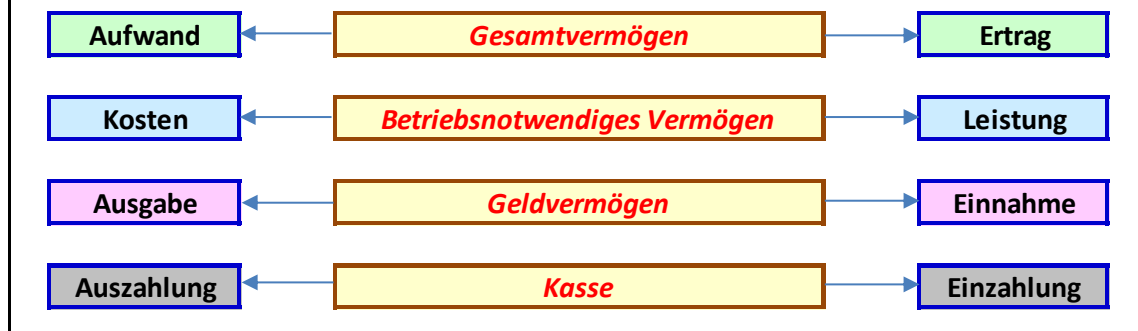 Aufwand Gesamtvermögen Ertrag
Kosten Betriebsnotwendiges Vermögen Leistung
Ausgabe Geldvermögen Einnahme
Auszahlung Kasse Einzahlung